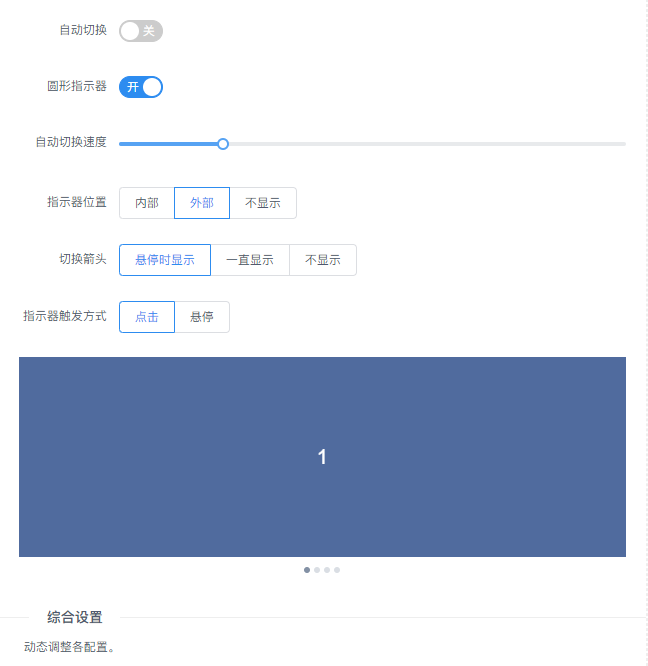 自动切换 关
圆形指示器 开
自动切换速度
指示器位置 内部 外部 不显示
切换箭头 悬停时显示 一直显示 不显示
指示器触发方式 点击 悬停
1
综合设置
动态调整各配置。